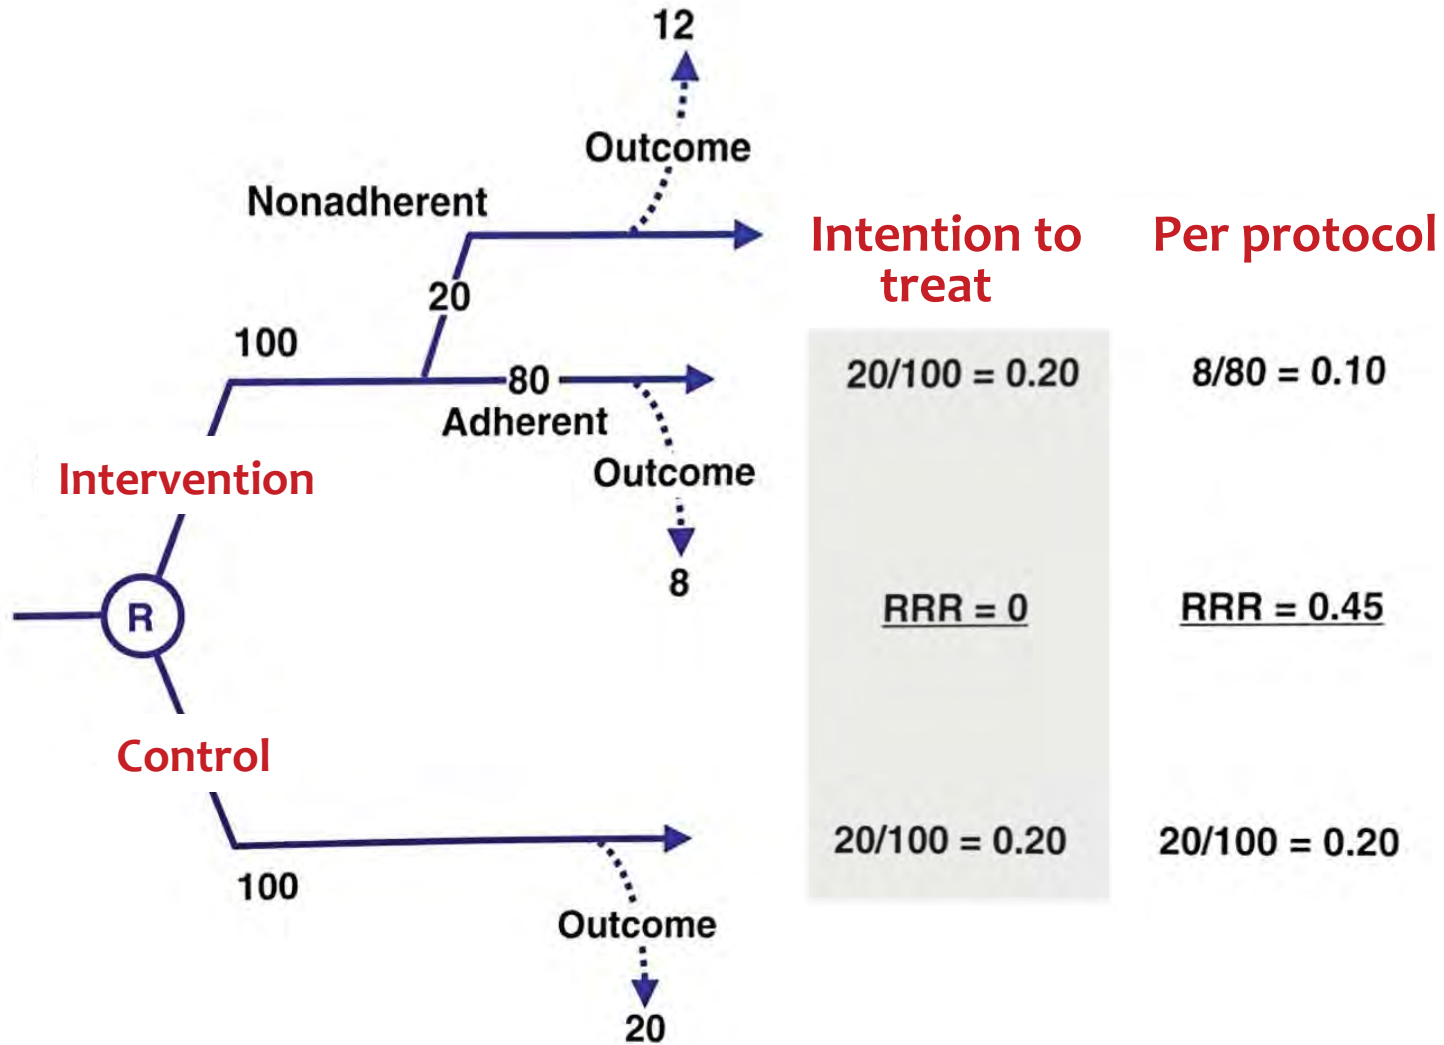 12
Outcome
Nonadherent
Intention to treat
Per protocol
20
100
20/100 = 0.20
8/80 = 0.10
80
Adherent
Outcome
Intervention
8
R
RRR = 0
RRR = 0.45
Control
20/100 = 0.20
20/100 = 0.20
100
Outcome
20